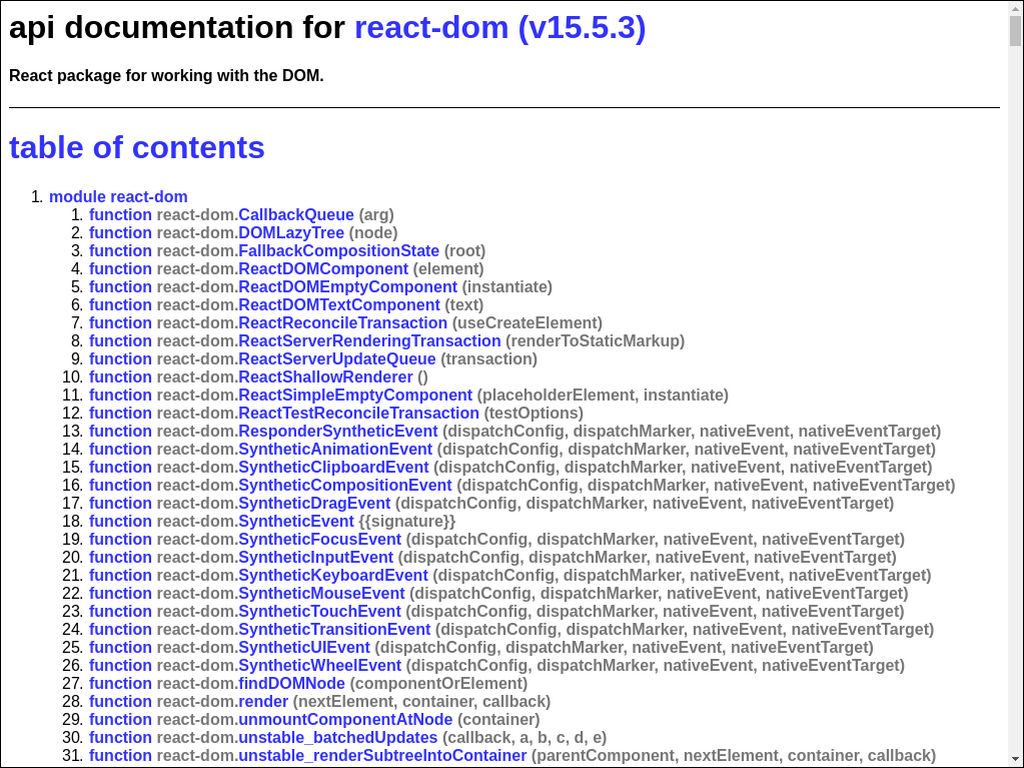 api documentation for react-dom (v15.5.3)
React package for working with the DOM.
table of contents
1. module react-dom
1. function react-dom.CallbackQueue (arg)
2. function react-dom.DOMLazyTree (node)
3. function react-dom.FallbackCompositionState (root)
4. function react-dom.ReactDOMComponent (element)
5. function react-dom.ReactDOMEmptyComponent (instantiate)
6. function react-dom.ReactDOMTextComponent (text)
7. function react-dom.ReactReconcileTransaction (useCreateElement)
8. function react-dom.ReactServerRenderingTransaction (renderToStaticMarkup)
9. function react-dom.ReactServerUpdateQueue (transaction)
10. function react-dom.ReactShallowRenderer ()
11. function react-dom.ReactSimpleEmptyComponent (placeholderElement, instantiate)
12. function react-dom.ReactTestReconcileTransaction (testOptions)
13. function react-dom.ResponderSyntheticEvent (dispatchConfig, dispatchMarker, nativeEvent, nativeEventTarget)
14. function react-dom.SyntheticAnimationEvent (dispatchConfig, dispatchMarker, nativeEvent, nativeEventTarget)
15. function react-dom.SyntheticClipboardEvent (dispatchConfig, dispatchMarker, nativeEvent, nativeEventTarget)
16. function react-dom.SyntheticCompositionEvent (dispatchConfig, dispatchMarker, nativeEvent, nativeEventTarget)
17. function react-dom.SyntheticDragEvent (dispatchConfig, dispatchMarker, nativeEvent, nativeEventTarget)
18. function react-dom.SyntheticEvent {{signature}}
19. function react-dom.SyntheticFocusEvent (dispatchConfig, dispatchMarker, nativeEvent, nativeEventTarget)
20. function react-dom.SyntheticInputEvent (dispatchConfig, dispatchMarker, nativeEvent, nativeEventTarget)
21. function react-dom.SyntheticKeyboardEvent (dispatchConfig, dispatchMarker, nativeEvent, nativeEventTarget)
22. function react-dom.SyntheticMouseEvent (dispatchConfig, dispatchMarker, nativeEvent, nativeEventTarget)
23. function react-dom.SyntheticTouchEvent (dispatchConfig, dispatchMarker, nativeEvent, nativeEventTarget)
24. function react-dom.SyntheticTransitionEvent (dispatchConfig, dispatchMarker, nativeEvent, nativeEventTarget)
25. function react-dom.SyntheticUIEvent (dispatchConfig, dispatchMarker, nativeEvent, nativeEventTarget)
26. function react-dom.SyntheticWheelEvent (dispatchConfig, dispatchMarker, nativeEvent, nativeEventTarget)
27. function react-dom.findDOMNode (componentOrElement)
28. function react-dom.render (nextElement, container, callback)
29. function react-dom.unmountComponentAtNode (container)
30. function react-dom.unstable_batchedUpdates (callback, a, b, c, d, e)
31. function react-dom.unstable_renderSubtreeIntoContainer (parentComponent, nextElement, container, callback)